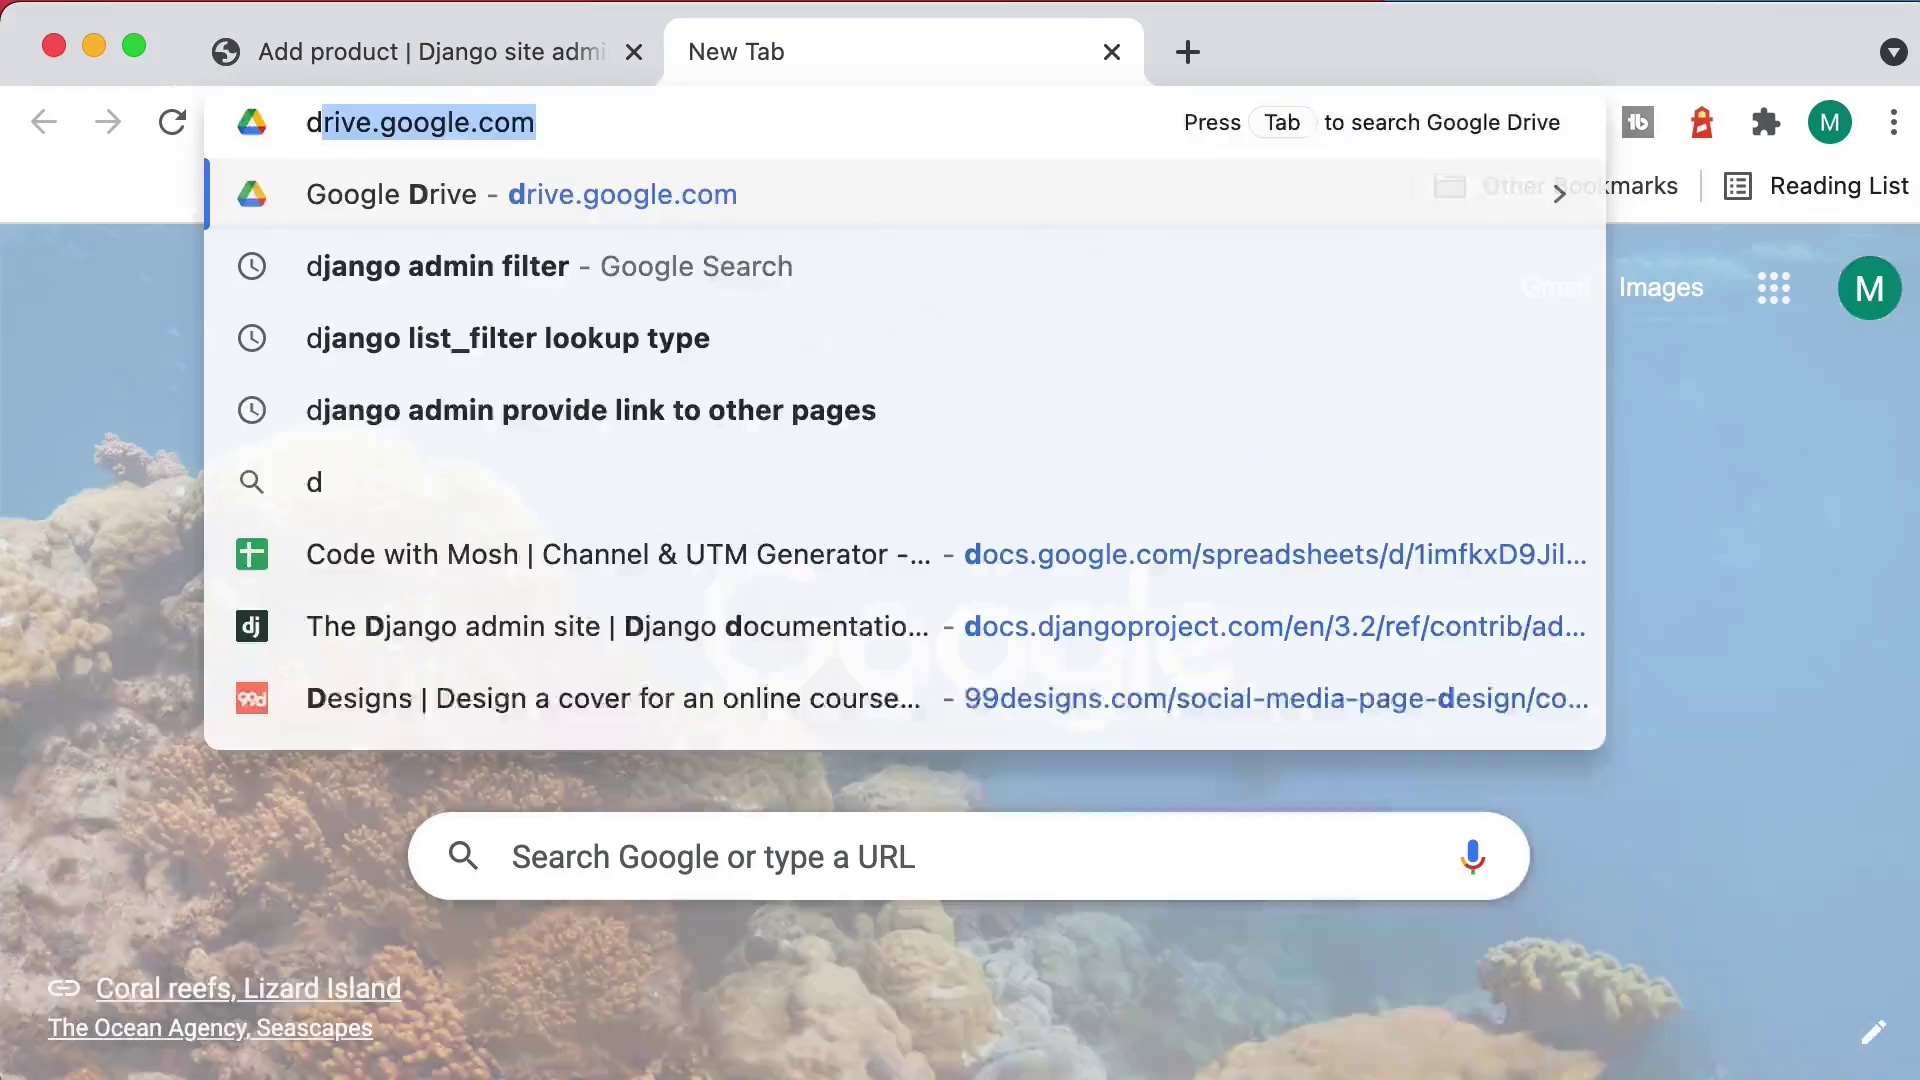 Add product | Django site admi
New Tab
drive.google.com
Press Tab to search Google Drive
M
Google Drive - drive.google.com
Other Bookmarks
Reading List
django admin filter - Google Search
Gmail
Images
M
django list_filter lookup type
django admin provide link to other pages
d
Code with Mosh | Channel & UTM Generator -... - docs.google.com/spreadsheets/d/1imfkxD9Jil...
dj
The Django admin site | Django documentatio... - docs.djangoproject.com/en/3.2/ref/contrib/ad...
99d
Designs | Design a cover for an online course... - 99designs.com/social-media-page-design/co...
Google
Search Google or type a URL
Coral reefs, Lizard Island
The Ocean Agency, Seascapes